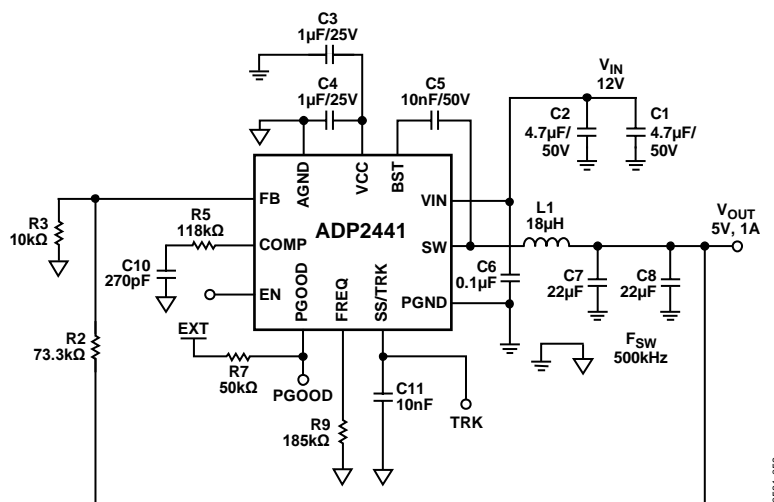 C3
1µF/25V
C4
1µF/25V
C5
10nF/50V
VIN
12V
C2
4.7µF/
50V
C1
4.7µF/
50V
AGND
VCC
BST
FB
VIN
ADP2441
R3
10kΩ
R5
118kΩ
COMP
SW
L1
18µH
VOUT
5V, 1A
C10
270pF
EN
PGOOD
FREQ
SS/TRK
PGND
C6
0.1µF
C7
22µF
C8
22µF
EXT
R2
73.3kΩ
R7
50kΩ
PGOOD
C11
10nF
TRK
FSW
500kHz
R9
185kΩ